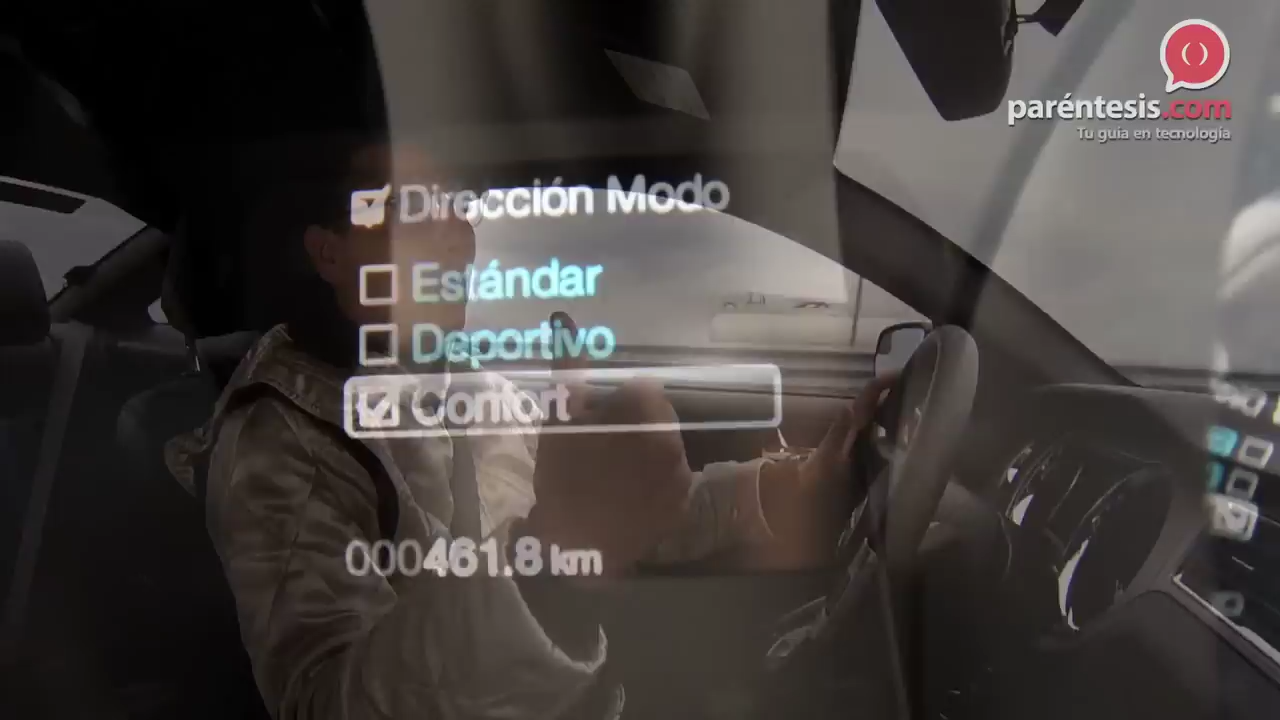 paréntesis.com
Tu guía en tecnología
Dirección Modo
Estándar
Deportivo
Confort
000461.8 km